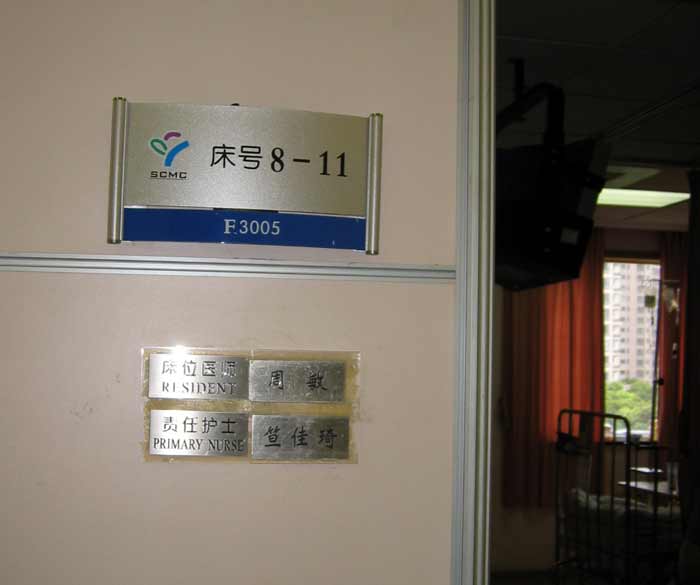 SCMC
床号 8-11
F.3005
床位医师 周敏
RESIDENT
责任护士 笪佳琦
PRIMARY NURSE